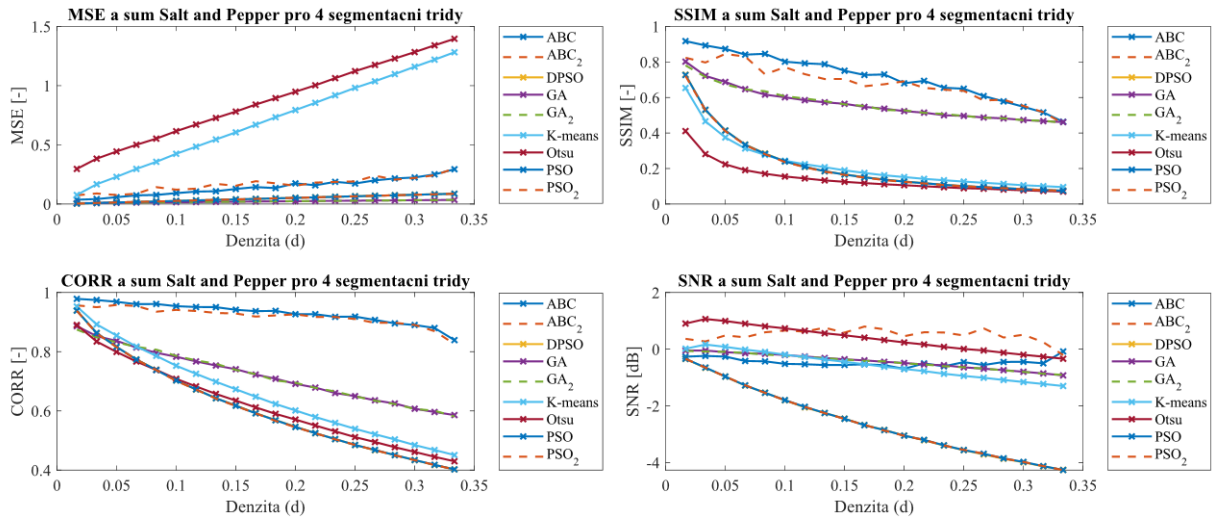 MSE a sum Salt and Pepper pro 4 segmentacni tridy
1.5
1
0.5
0
MSE [-]
0
0.05
0.1
0.15
0.2
0.25
0.3
0.35
Denzita (d)
ABC
ABC2
DPSO
GA
GA2
K-means
Otsu
PSO
PSO2
SSIM a sum Salt and Pepper pro 4 segmentacni tridy
1
0.8
0.6
0.4
0.2
0
SSIM [-]
0
0.05
0.1
0.15
0.2
0.25
0.3
0.35
Denzita (d)
ABC
ABC2
DPSO
GA
GA2
K-means
Otsu
PSO
PSO2
CORR a sum Salt and Pepper pro 4 segmentacni tridy
1
0.8
0.6
0.4
CORR [-]
0
0.05
0.1
0.15
0.2
0.25
0.3
0.35
Denzita (d)
ABC
ABC2
DPSO
GA
GA2
K-means
Otsu
PSO
PSO2
SNR a sum Salt and Pepper pro 4 segmentacni tridy
2
0
-2
-4
SNR [dB]
0
0.05
0.1
0.15
0.2
0.25
0.3
0.35
Denzita (d)
ABC
ABC2
DPSO
GA
GA2
K-means
Otsu
PSO
PSO2